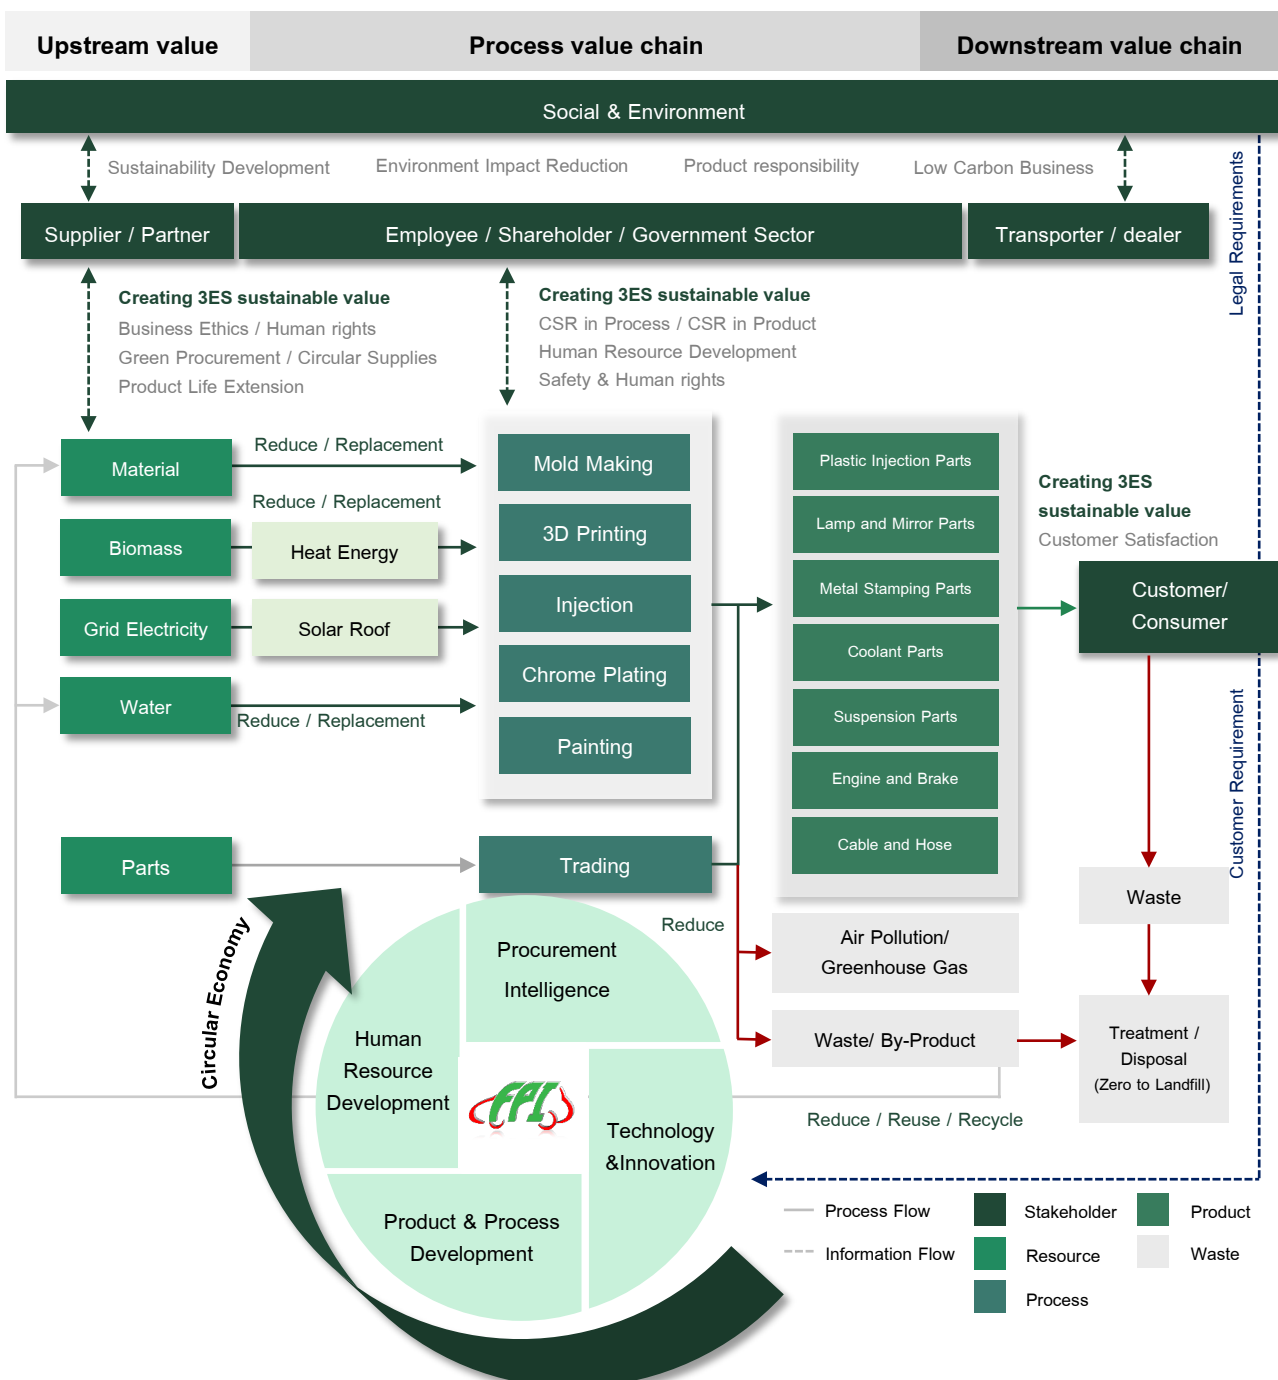 Upstream value
Process value chain
Downstream value chain
Social & Environment
Sustainability Development
Environment Impact Reduction
Product responsibility
Low Carbon Business
Legal Requirements
Supplier / Partner
Employee / Shareholder / Government Sector
Transporter / dealer
Creating 3ES sustainable value
Business Ethics / Human rights
Green Procurement / Circular Supplies
Product Life Extension
Creating 3ES sustainable value
CSR in Process / CSR in Product
Human Resource Development
Safety & Human rights
Material
Reduce / Replacement
Biomass
Reduce / Replacement
Heat Energy
Grid Electricity
Solar Roof
Water
Reduce / Replacement
Mold Making
3D Printing
Injection
Chrome Plating
Painting
Plastic Injection Parts
Lamp and Mirror Parts
Metal Stamping Parts
Coolant Parts
Suspension Parts
Engine and Brake
Cable and Hose
Creating 3ES
sustainable value
Customer Satisfaction
Customer/
Consumer
Customer Requirement
Parts
Trading
Waste
Reduce
Air Pollution/
Greenhouse Gas
Waste/ By-Product
Treatment /
Disposal
(Zero to Landfill)
Reduce / Reuse / Recycle
Circular Economy
Procurement
Intelligence
Human
Resource
Development
FPI
Technology
&Innovation
Product & Process
Development
Process Flow
Information Flow
Stakeholder
Resource
Process
Product
Waste